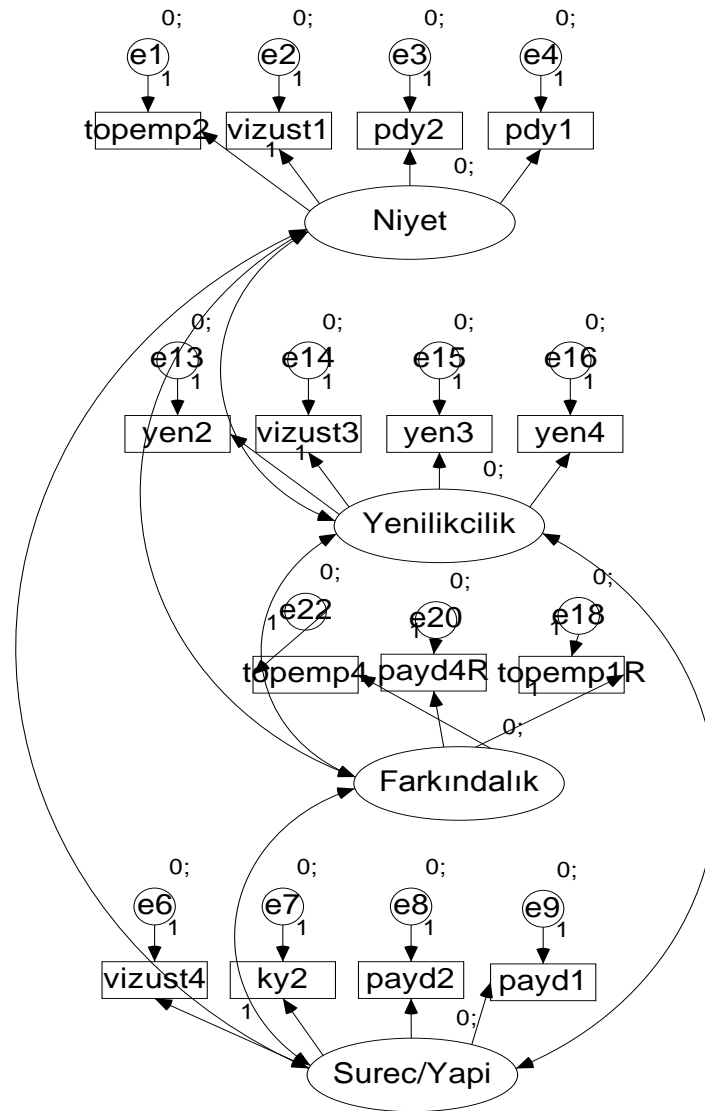 0; 0; 0; 0;
e1 e2 e3 e4
1 1 1 1
topemp2 vizust1 pdy2 pdy1
1
0;
Niyet
0; 0; 0; 0;
e13 e14 e15 e16
1 1 1 1
yen2 vizust3 yen3 yen4
1
0;
Yenilikcilik
0; 0; 0;
e22 e20 e18
1 1 1
topemp4 payd4R topemp1R
1
0;
Farkındalık
0; 0; 0; 0;
e6 e7 e8 e9
1 1 1 1
vizust4 ky2 payd2 payd1
1
0;
Surec/Yapi